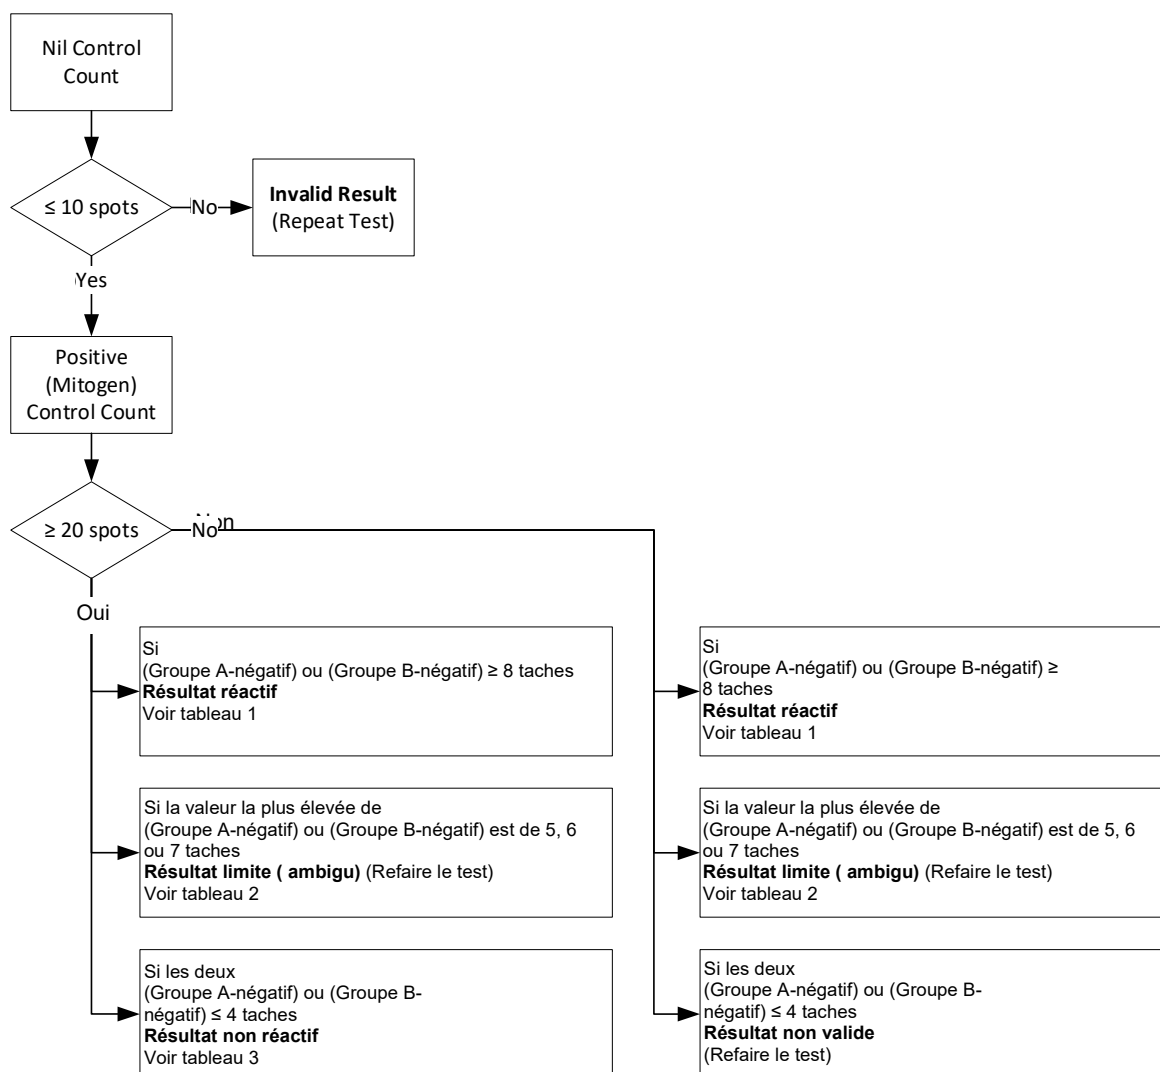 Nil Control
Count
≤ 10 spots
No
Invalid Result
(Repeat Test)
Yes
Positive
(Mitogen)
Control Count
≥ 20 spots
No
Oui
Si
(Groupe A-négatif) ou (Groupe B-négatif) ≥ 8 taches
Résultat réactif
Voir tableau 1
Si
(Groupe A-négatif) ou (Groupe B-négatif) ≥
8 taches
Résultat réactif
Voir tableau 1
Si la valeur la plus élevée de
(Groupe A-négatif) ou (Groupe B-négatif) est de 5, 6
ou 7 taches
Résultat limite ( ambigu) (Refaire le test)
Voir tableau 2
Si la valeur la plus élevée de
(Groupe A-négatif) ou (Groupe B-négatif) est de 5, 6
ou 7 taches
Résultat limite ( ambigu) (Refaire le test)
Voir tableau 2
Si les deux
(Groupe A-négatif) ou (Groupe B-
négatif) ≤ 4 taches
Résultat non réactif
Voir tableau 3
Si les deux
(Groupe A-négatif) ou (Groupe B-
négatif) ≤ 4 taches
Résultat non valide
(Refaire le test)